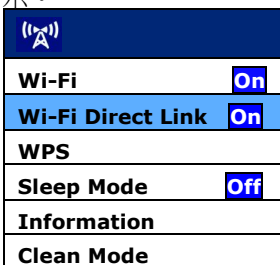 Wi-Fi On
Wi-Fi Direct Link On
WPS
Sleep Mode Off
Information
Clean Mode